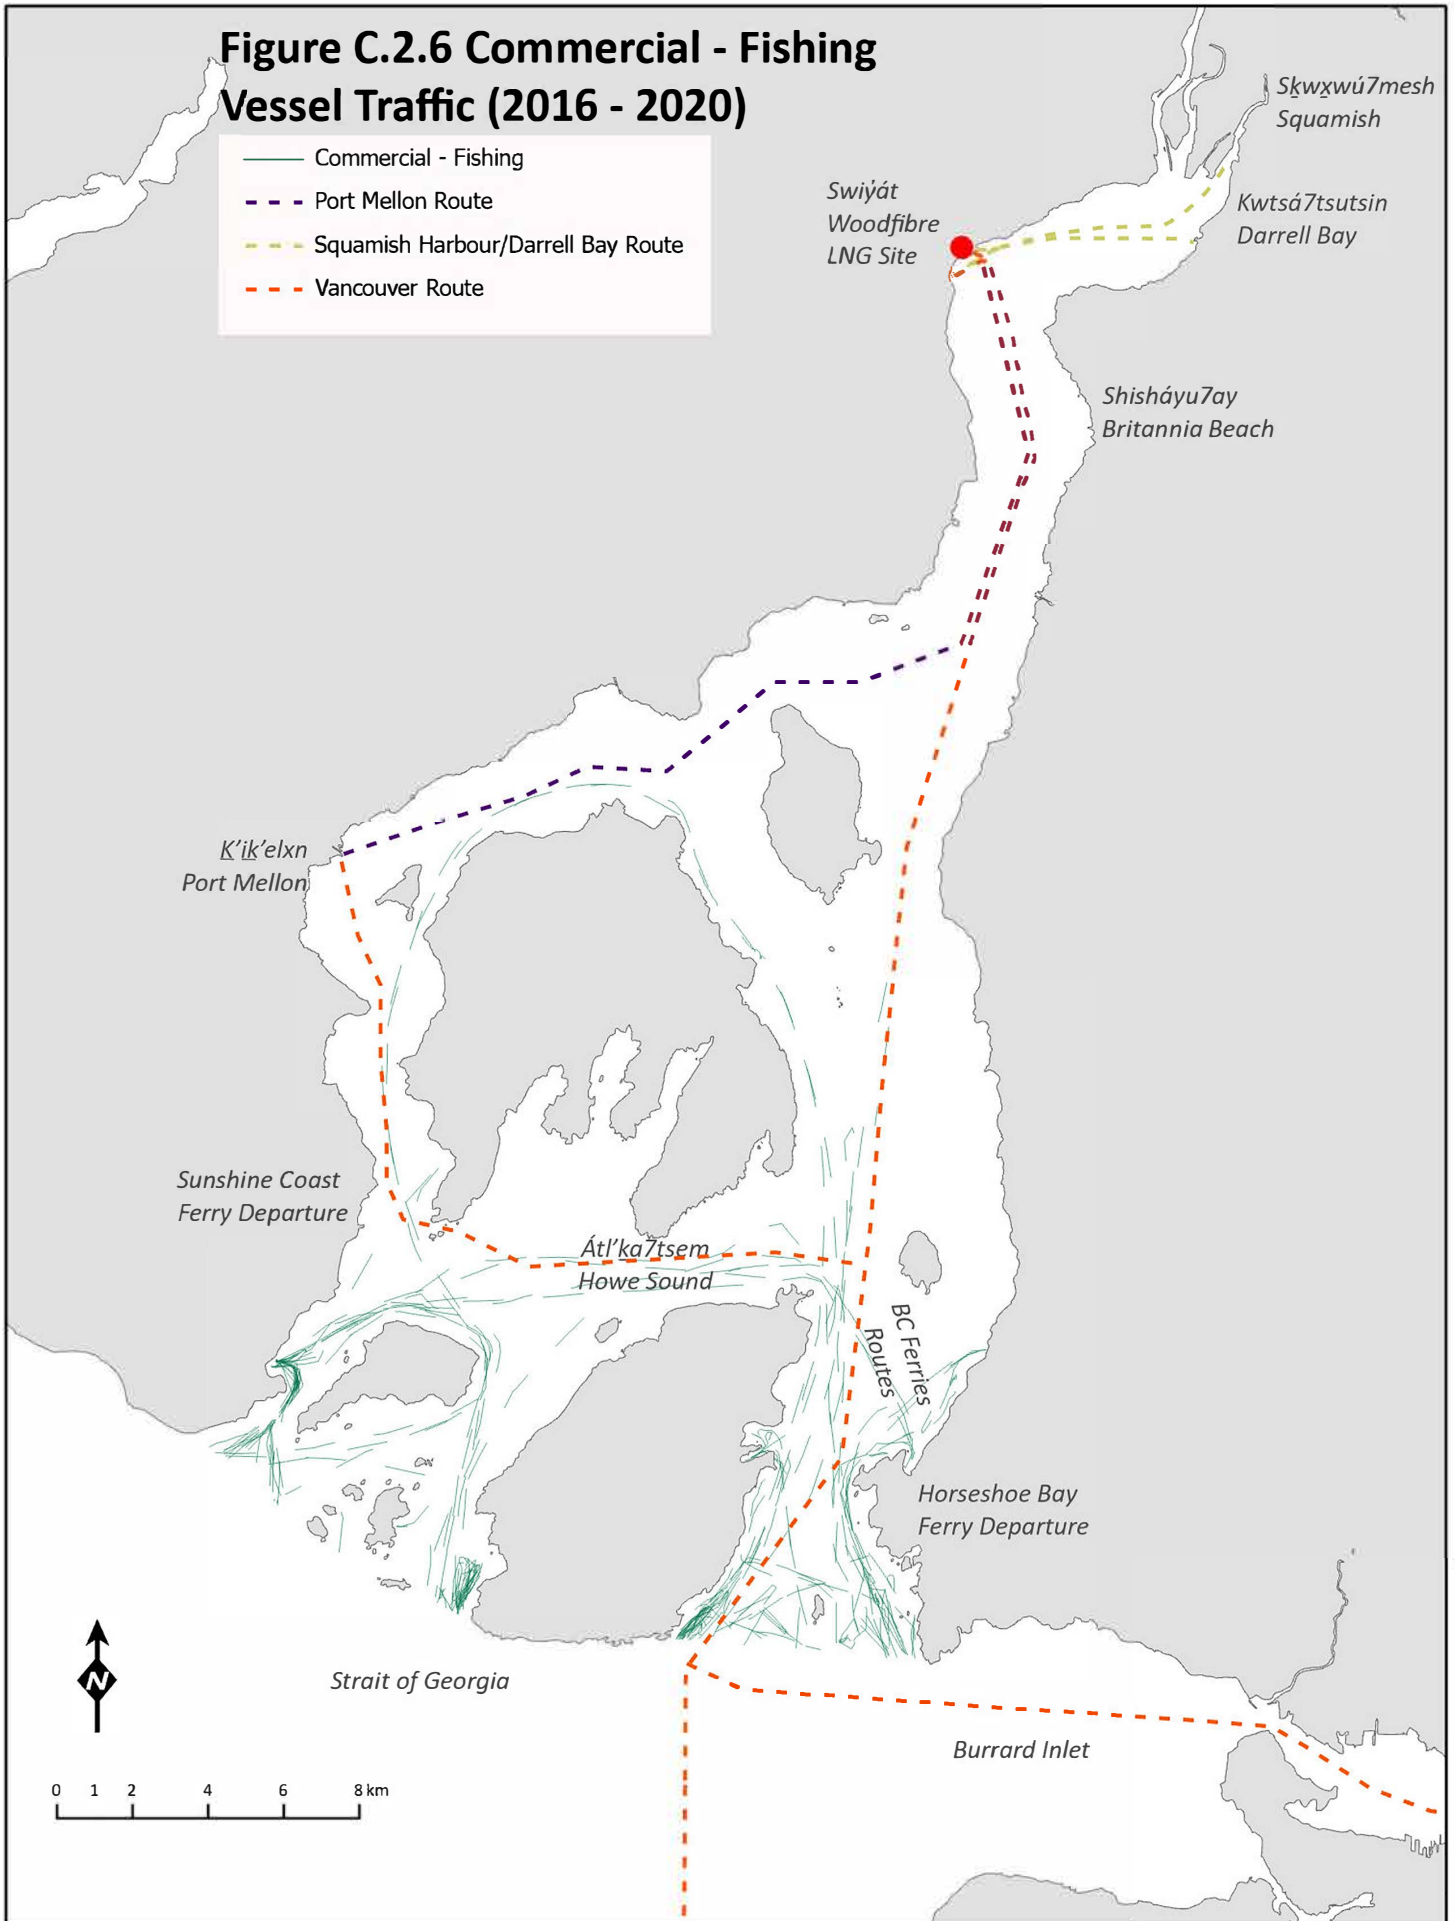 Figure C.2.6 Commercial - Fishing
Vessel Traffic (2016 - 2020)
Commercial - Fishing
Port Mellon Route
Squamish Harbour/Darrell Bay Route
Vancouver Route
Sḵwx̱wú7mesh
Squamish
Swiy̓át
Woodfibre
LNG Site
Kwtsá7tsutsin
Darrell Bay
Shisháyu7ay
Britannia Beach
Ḵ'iḵ'elxn
Port Mellon
Sunshine Coast
Ferry Departure
Átl'ḵa7tsem
Howe Sound
BC Ferries
Routes
Horseshoe Bay
Ferry Departure
N
Strait of Georgia
Burrard Inlet
0 1 2 4 6 8 km